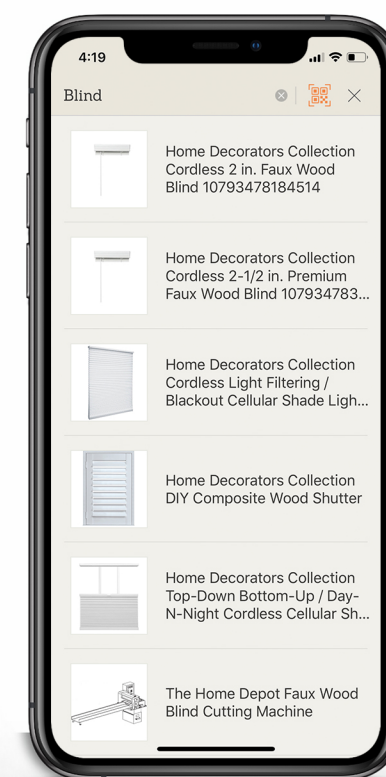 4:19
Blind
Home Decorators Collection
Cordless 2 in. Faux Wood
Blind 10793478184514
Home Decorators Collection
Cordless 2-1/2 in. Premium
Faux Wood Blind 107934783...
Home Decorators Collection
Cordless Light Filtering /
Blackout Cellular Shade Ligh...
Home Decorators Collection
DIY Composite Wood Shutter
Home Decorators Collection
Top-Down Bottom-Up / Day-
N-Night Cordless Cellular Sh...
The Home Depot Faux Wood
Blind Cutting Machine